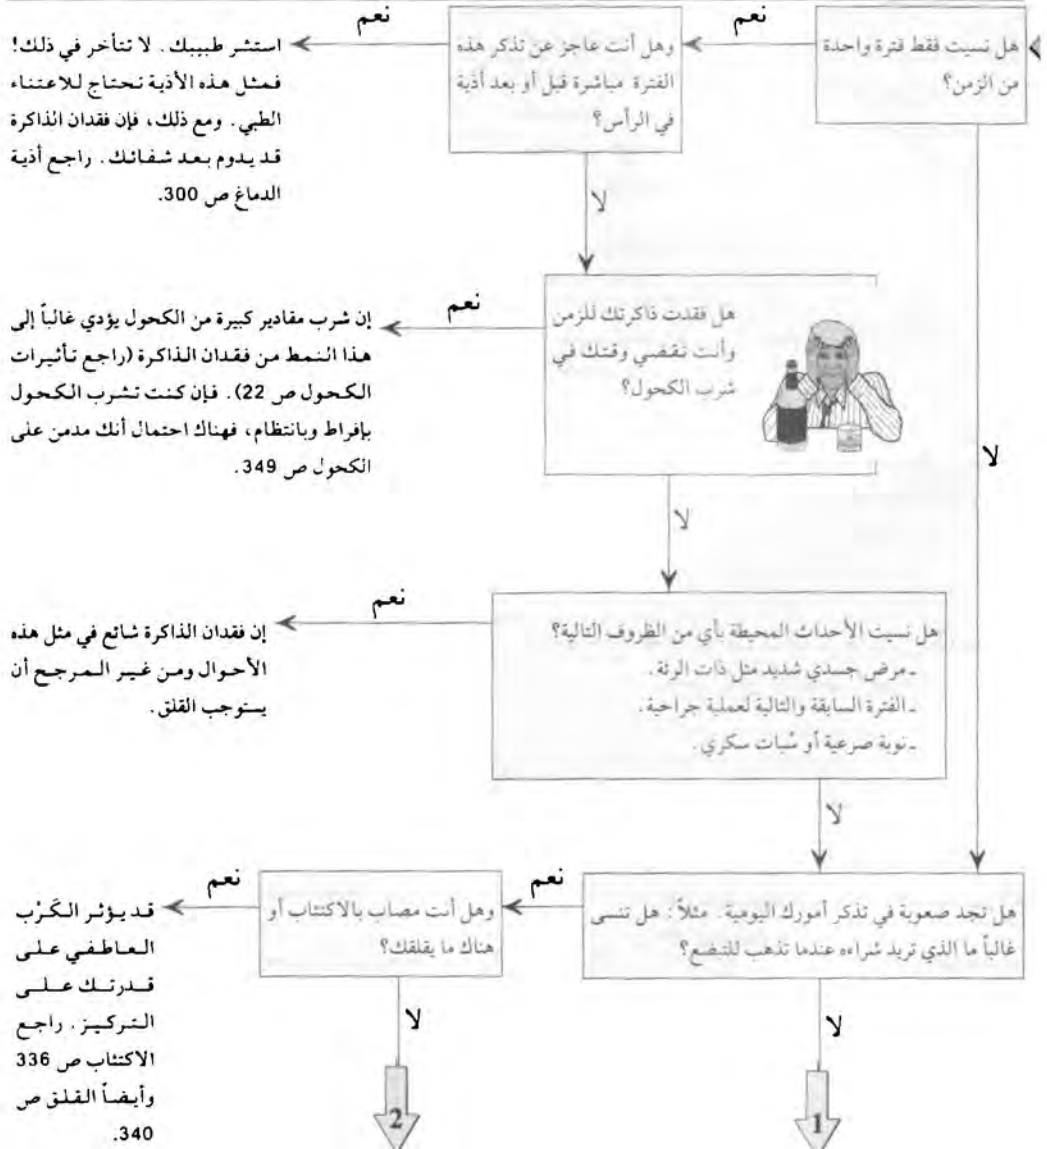 هل نسيت فقط فترة واحدة
من الزمن؟
نعم
وهل أنت عاجز عن تذكر هذه
الفترة مباشرة قبل أو بعد أذية
في الرأس؟
نعم
استشر طبيبك. لا تتأخر في ذلك!
فمثل هذه الأذية تحتاج للاعتناء
الطبي. ومع ذلك، فإن فقدان الذاكرة
قد يدوم بعد شفائك. راجع أذية
الدماغ ص 300.
لا
هل فقدت ذاكرتك للزمن
وأنت تقضي وقتك في
شرب الكحول؟
نعم
إن شرب مقادير كبيرة من الكحول يؤدي غالباً إلى
هذا النمط من فقدان الذاكرة (راجع تأثيرات
الكحول ص 22). فإن كنت تشرب الكحول
بإفراط وبانتظام، فهناك احتمال أنك مدمن على
الكحول ص 349.
لا
لا
هل نسيت الأحداث المحيطة بأي من الظروف التالية؟
ـ مرض جسدي شديد مثل ذات الرئة.
ـ الفترة السابقة والتالية لعملية جراحية.
ـ نوبة صرعية أو سُبات سكري.
نعم
إن فقدان الذاكرة شائع في مثل هذه
الأحوال ومن غير المرجح أن
يستوجب القلق.
لا
هل تجد صعوبة في تذكر أمورك اليومية. مثلاً: هل تنسى
غالباً ما الذي تريد شراءه عندما تذهب للتبضع؟
نعم
وهل أنت مصاب بالاكتئاب أو
هناك ما يقلقك؟
نعم
قد يؤثر الكَرْب
العاطفي على
قدرتك على
التركيز. راجع
الاكتئاب ص 336
وأيضاً القلق ص
340.
لا
1
لا
2